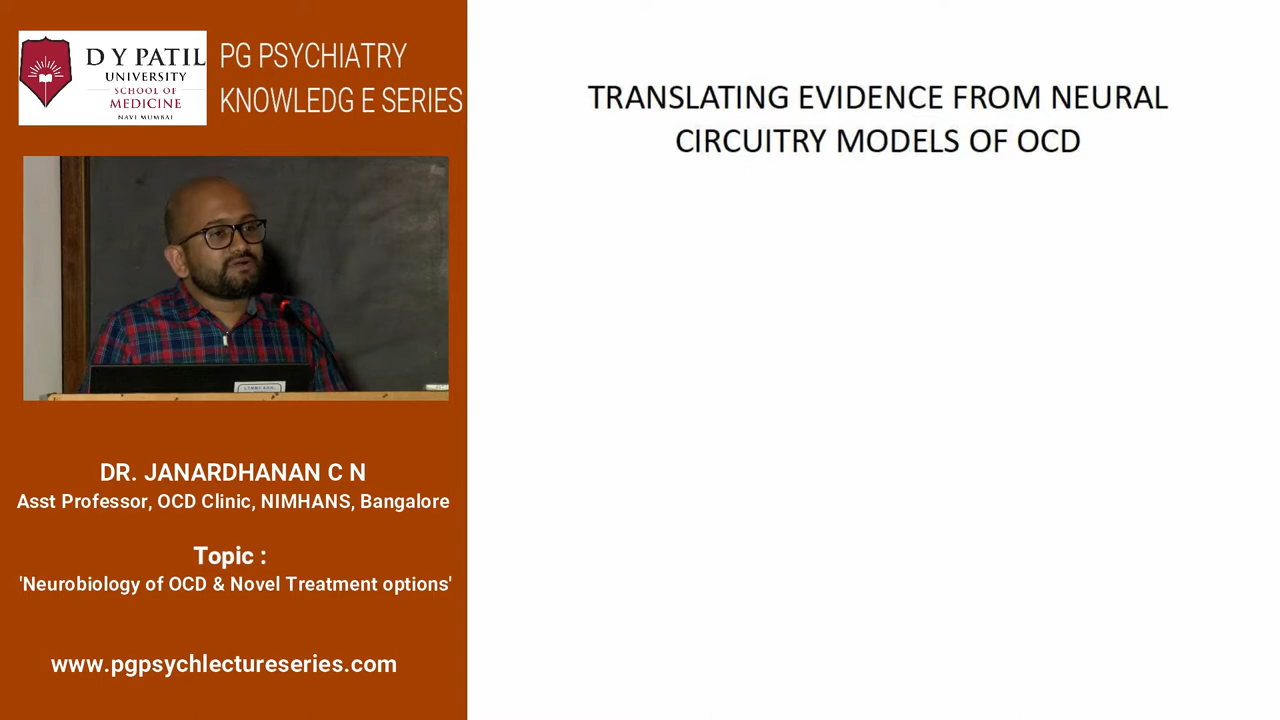 D Y PATIL
UNIVERSITY
SCHOOL OF
MEDICINE
NAVI MUMBAI
PG PSYCHIATRY
KNOWLEDG E SERIES
DR. JANARDHANAN C N
Asst Professor, OCD Clinic, NIMHANS, Bangalore
Topic :
'Neurobiology of OCD & Novel Treatment options'
www.pgpsychlectureseries.com
TRANSLATING EVIDENCE FROM NEURAL
CIRCUITRY MODELS OF OCD